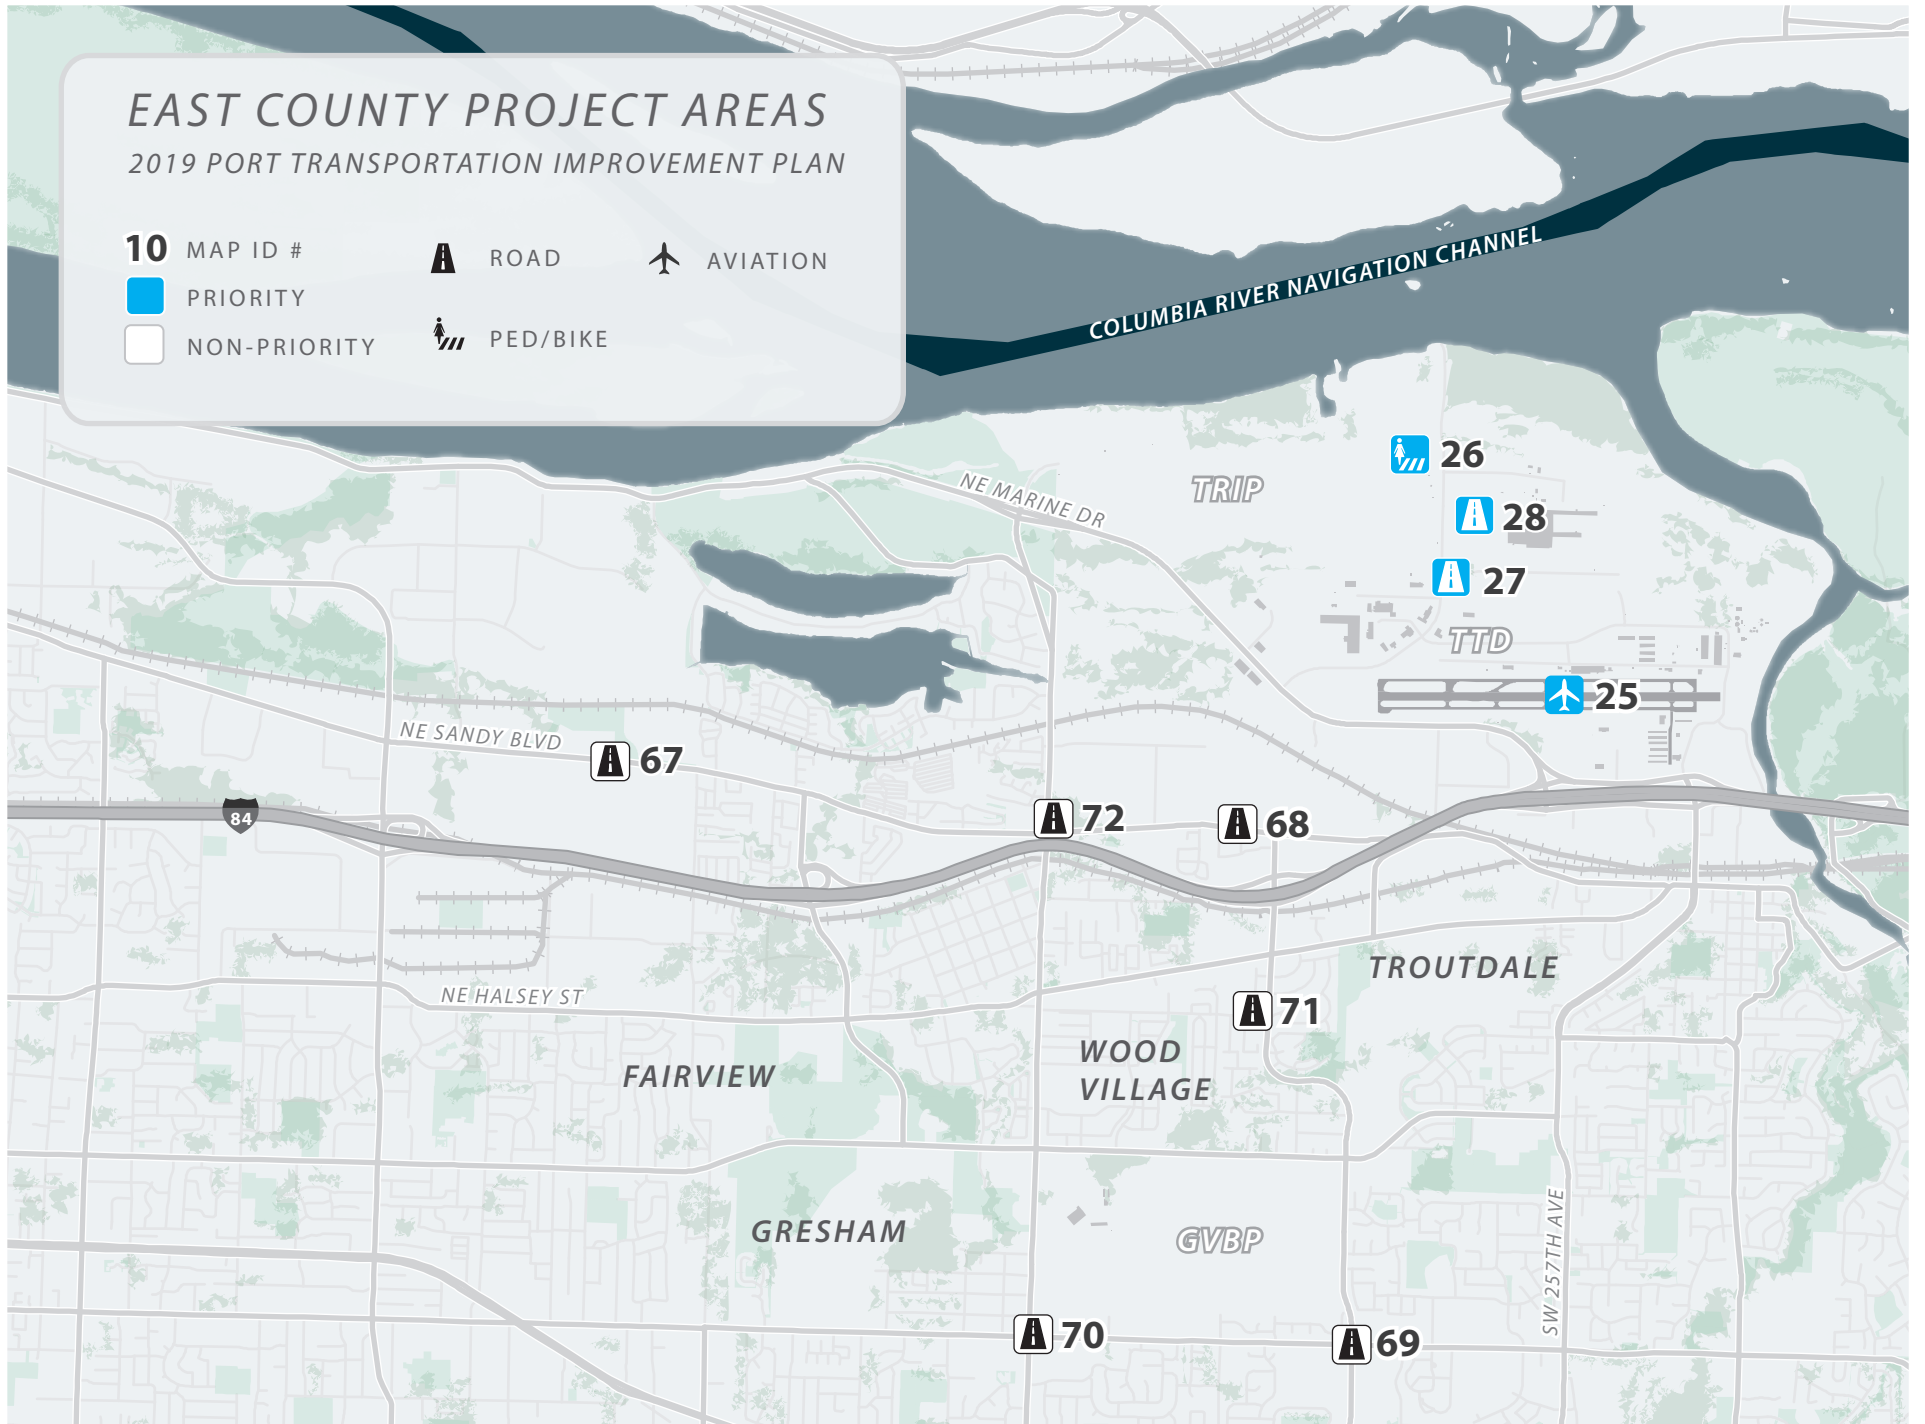 EAST COUNTY PROJECT AREAS
2019 PORT TRANSPORTATION IMPROVEMENT PLAN
10 MAP ID #
PRIORITY
NON-PRIORITY
ROAD
PED/BIKE
AVIATION
COLUMBIA RIVER NAVIGATION CHANNEL
26
TRIP
NE MARINE DR
28
27
TTD
25
NE SANDY BLVD
67
84
72
68
TROUTDALE
NE HALSEY ST
71
WOOD
VILLAGE
FAIRVIEW
GRESHAM
GVBP
SW 257TH AVE
70
69